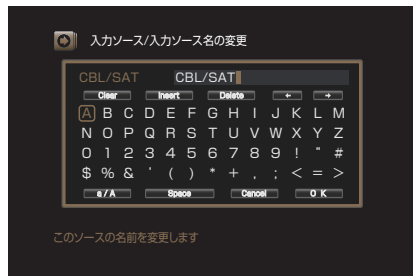 入力ソース/入力ソース名の変更
CBL/SAT CBL/SAT
Clear Insert Delete ← →
A B C D E F G H I J K L M
N O P Q R S T U V W X Y Z
0 1 2 3 4 5 6 7 8 9 ! " #
$ % & ' ( ) * + , ; < = >
a / A Space Cancel O K
このソースの名前を変更します